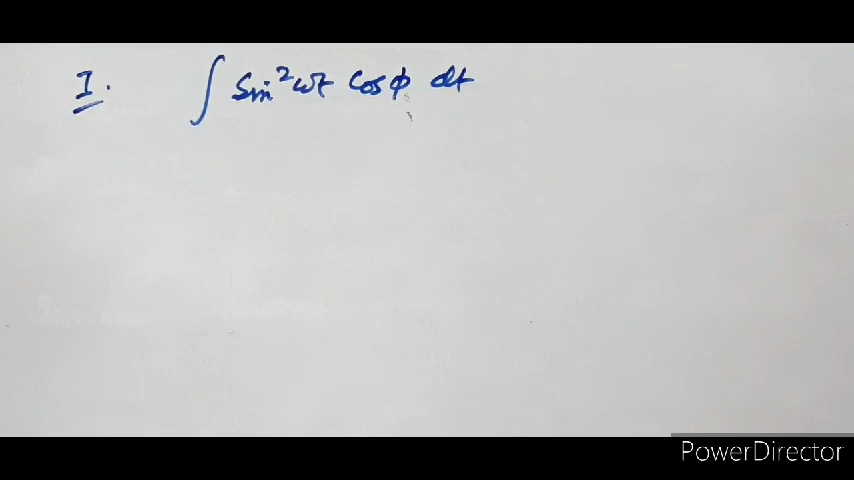 I. ∫ Sin²ωt Cosϕ dt
PowerDirector